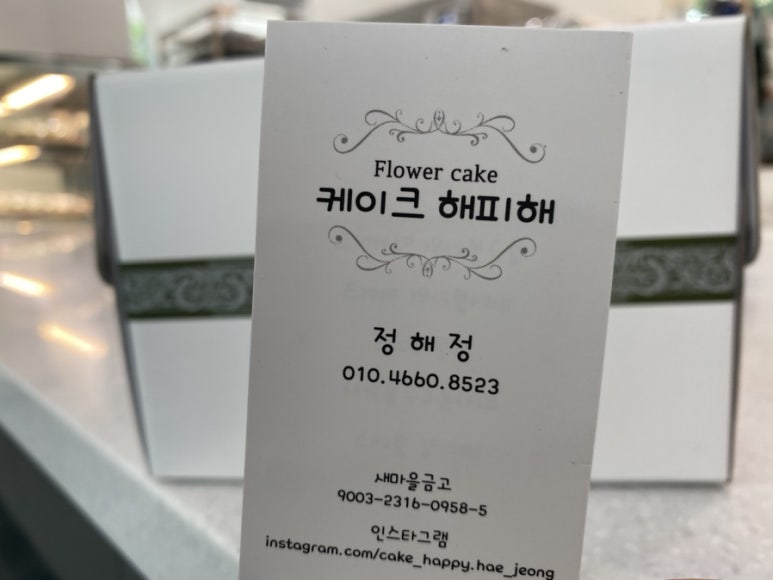 Flower cake
케이크 해피해
정 해 정
010.4660.8523
새마을금고
9003-2316-0958-5
인스타그램
instagram.com/cake_happy.hae_jeong